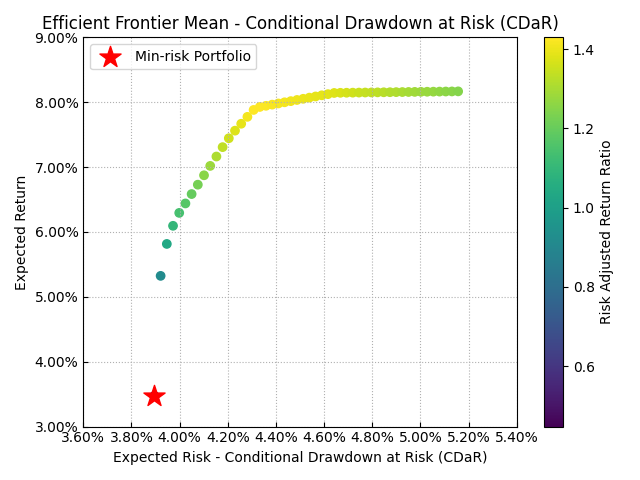 Efficient Frontier Mean - Conditional Drawdown at Risk (CDaR)
Min-risk Portfolio
9.00%
8.00%
7.00%
6.00%
5.00%
4.00%
3.00%
Expected Return
3.60% 3.80% 4.00% 4.20% 4.40% 4.60% 4.80% 5.00% 5.20% 5.40%
Expected Risk - Conditional Drawdown at Risk (CDaR)
1.4
1.2
1.0
0.8
0.6
Risk Adjusted Return Ratio